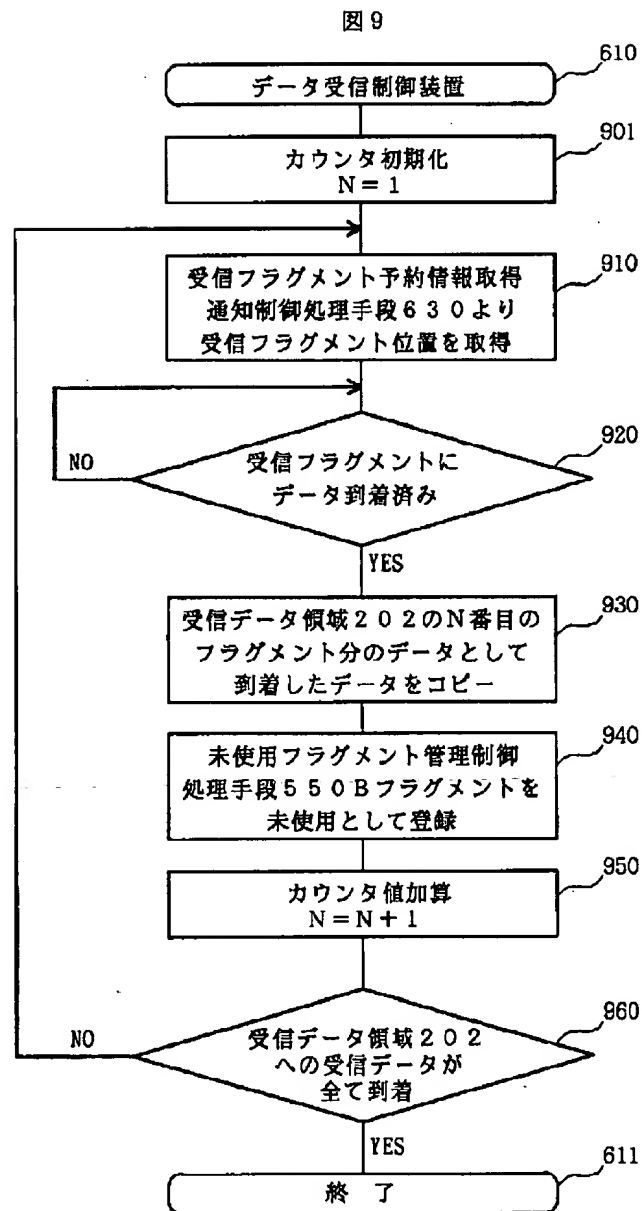 図9
610
データ受信制御装置
901
カウンタ初期化
N=1
910
受信フラグメント予約情報取得
通知制御処理手段630より
受信フラグメント位置を取得
920
NO
受信フラグメントに
データ到着済み
YES
930
受信データ領域202のN番目の
フラグメント分のデータとして
到着したデータをコピー
940
未使用フラグメント管理制御
処理手段550Bフラグメントを
未使用として登録
950
カウンタ値加算
N=N+1
960
NO
受信データ領域202
への受信データが
全て到着
YES
611
終 了